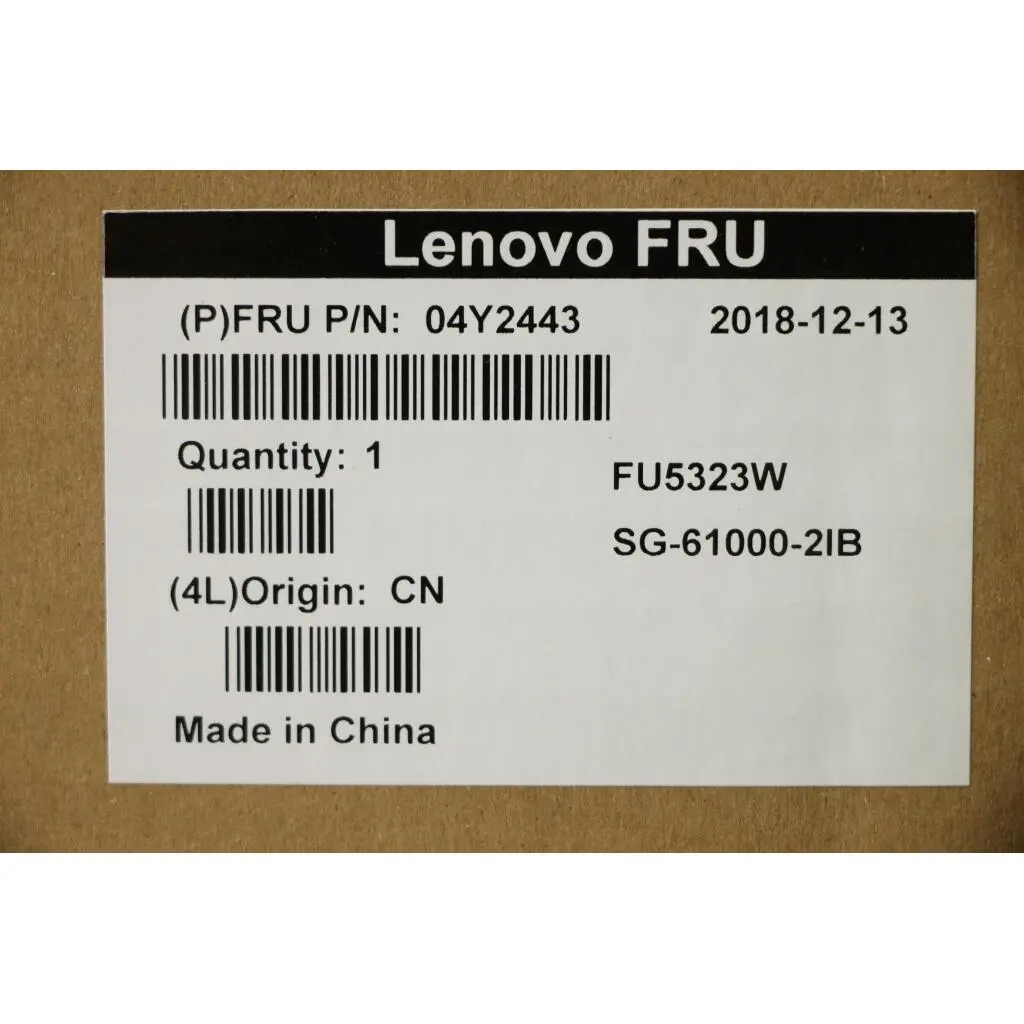 Lenovo FRU
(P)FRU P/N: 04Y2443 2018-12-13
Quantity: 1
FU5323W
SG-61000-2IB
(4L)Origin: CN
Made in China